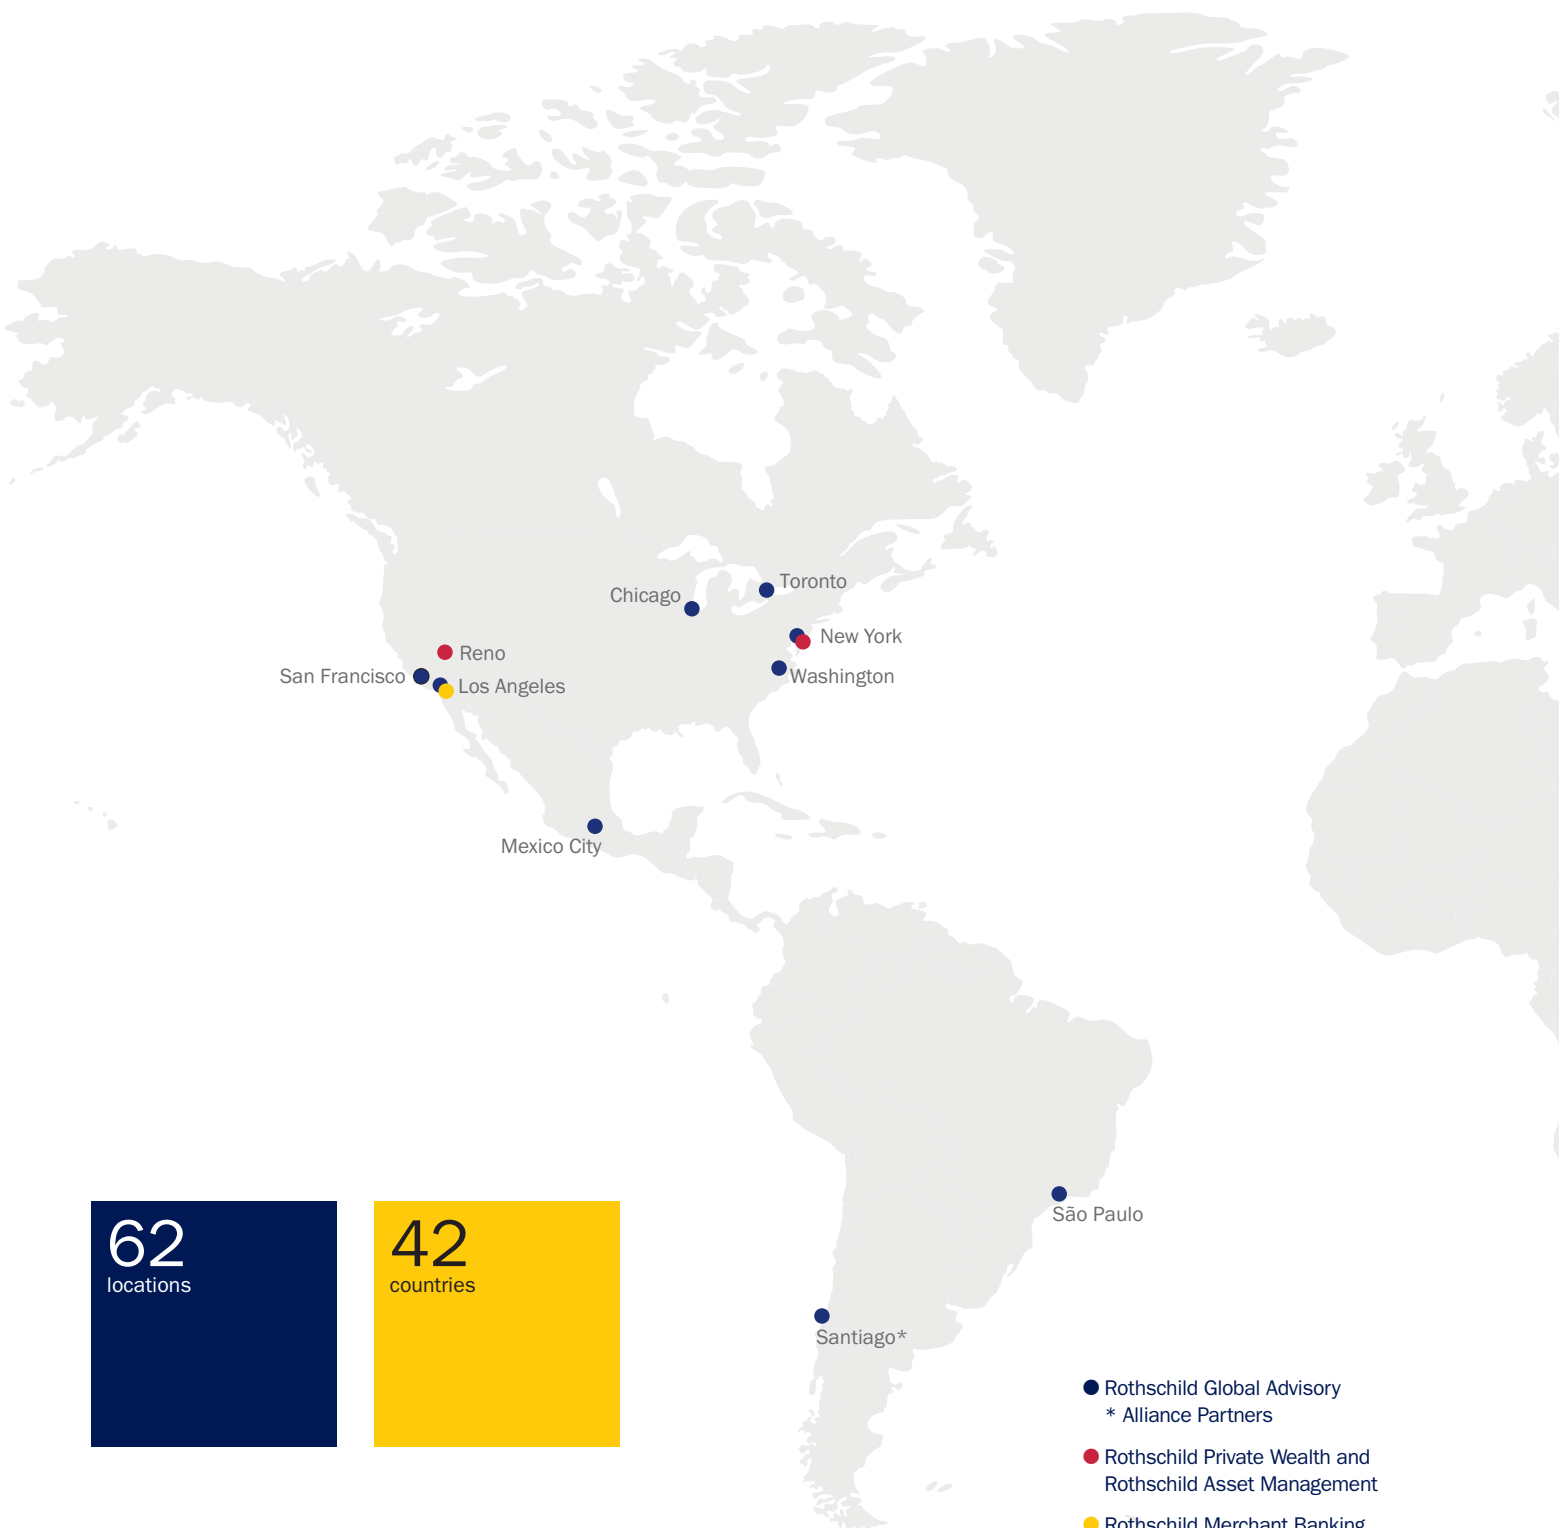 Toronto
Chicago
New York
Reno
San Francisco
Washington
Los Angeles
Mexico City
São Paulo
62
locations
42
countries
Santiago*
Rothschild Global Advisory
* Alliance Partners
Rothschild Private Wealth and
Rothschild Asset Management
Rothschild Merchant Banking